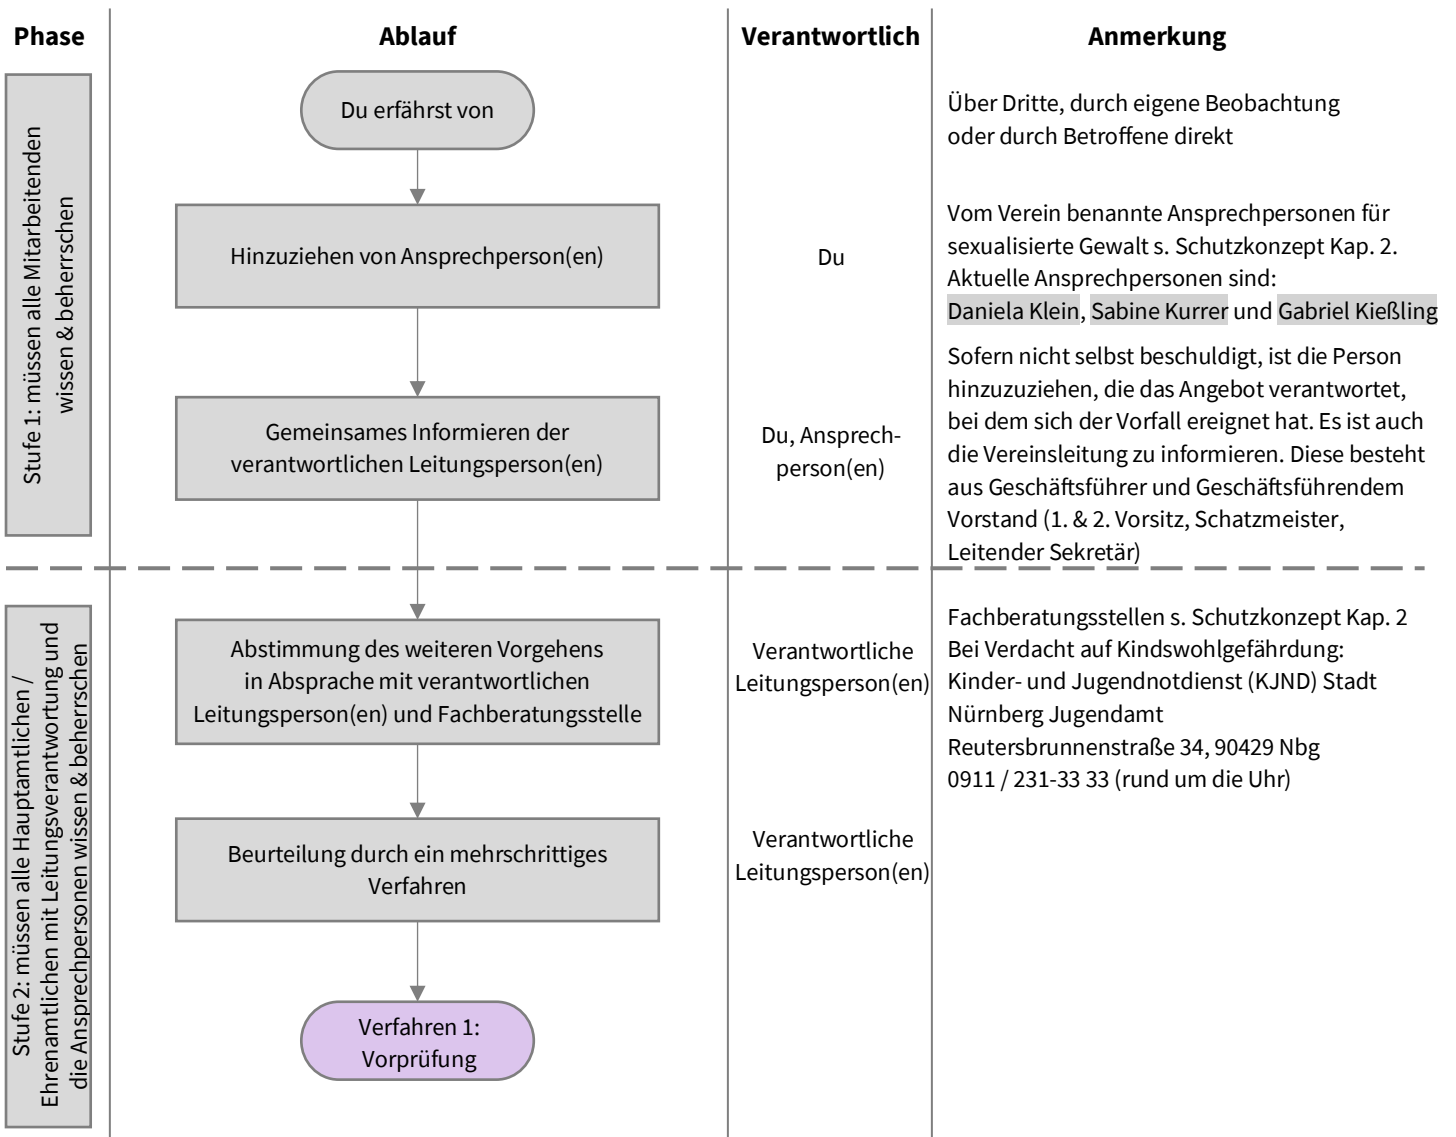 Phase
Ablauf
Verantwortlich
Anmerkung
Stufe 1: müssen alle Mitarbeitenden
wissen & beherrschen
Du erfährst von
Über Dritte, durch eigene Beobachtung
oder durch Betroffene direkt
Hinzuziehen von Ansprechperson(en)
Du
Vom Verein benannte Ansprechpersonen für
sexualisierte Gewalt s. Schutzkonzept Kap. 2.
Aktuelle Ansprechpersonen sind:
Daniela Klein, Sabine Kurrer und Gabriel Kießling
Gemeinsames Informieren der
verantwortlichen Leitungsperson(en)
Du, Ansprech-
person(en)
Sofern nicht selbst beschuldigt, ist die Person
hinzuzuziehen, die das Angebot verantwortet,
bei dem sich der Vorfall ereignet hat. Es ist auch
die Vereinsleitung zu informieren. Diese besteht
aus Geschäftsführer und Geschäftsführendem
Vorstand (1. & 2. Vorsitz, Schatzmeister,
Leitender Sekretär)
Stufe 2: müssen alle Hauptamtlichen /
Ehrenamtlichen mit Leitungsverantwortung und
die Ansprechpersonen wissen & beherrschen
Abstimmung des weiteren Vorgehens
in Absprache mit verantwortlichen
Leitungsperson(en) und Fachberatungsstelle
Verantwortliche
Leitungsperson(en)
Fachberatungsstellen s. Schutzkonzept Kap. 2
Bei Verdacht auf Kindswohlgefährdung:
Kinder- und Jugendnotdienst (KJND) Stadt
Nürnberg Jugendamt
Reutersbrunnenstraße 34, 90429 Nbg
0911 / 231-33 33 (rund um die Uhr)
Beurteilung durch ein mehrschrittiges
Verfahren
Verantwortliche
Leitungsperson(en)
Verfahren 1:
Vorprüfung